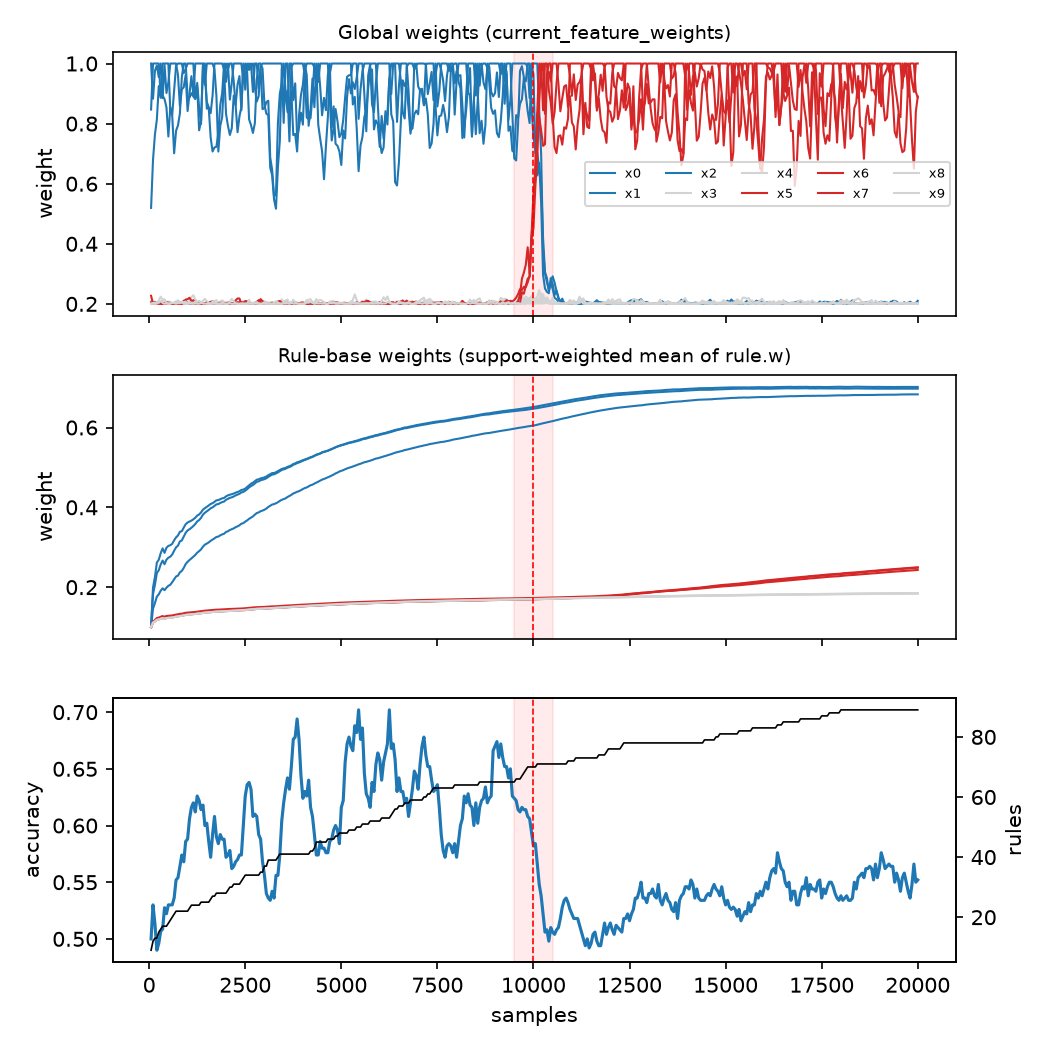 Global weights (current_feature_weights)
1.0
0.8
0.6
0.4
0.2
weight
x0 x2 x4 x6 x8
x1 x3 x5 x7 x9
Rule-base weights (support-weighted mean of rule.w)
0.6
0.4
0.2
weight
0.70
0.65
0.60
0.55
0.50
accuracy
80
60
40
20
rules
0 2500 5000 7500 10000 12500 15000 17500 20000
samples